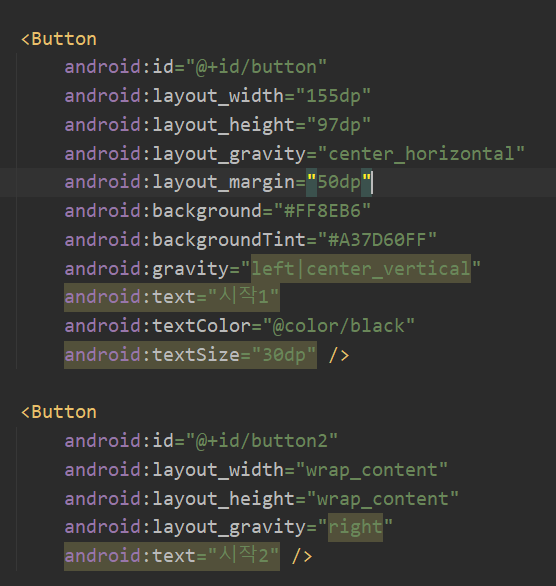 <Button
android:id="@+id/button"
android:layout_width="155dp"
android:layout_height="97dp"
android:layout_gravity="center_horizontal"
android:layout_margin="50dp"
android:background="#FF8EB6"
android:backgroundTint="#A37D60FF"
android:gravity="left|center_vertical"
android:text="시작1"
android:textColor="@color/black"
android:textSize="30dp" />
<Button
android:id="@+id/button2"
android:layout_width="wrap_content"
android:layout_height="wrap_content"
android:layout_gravity="right"
android:text="시작2" />